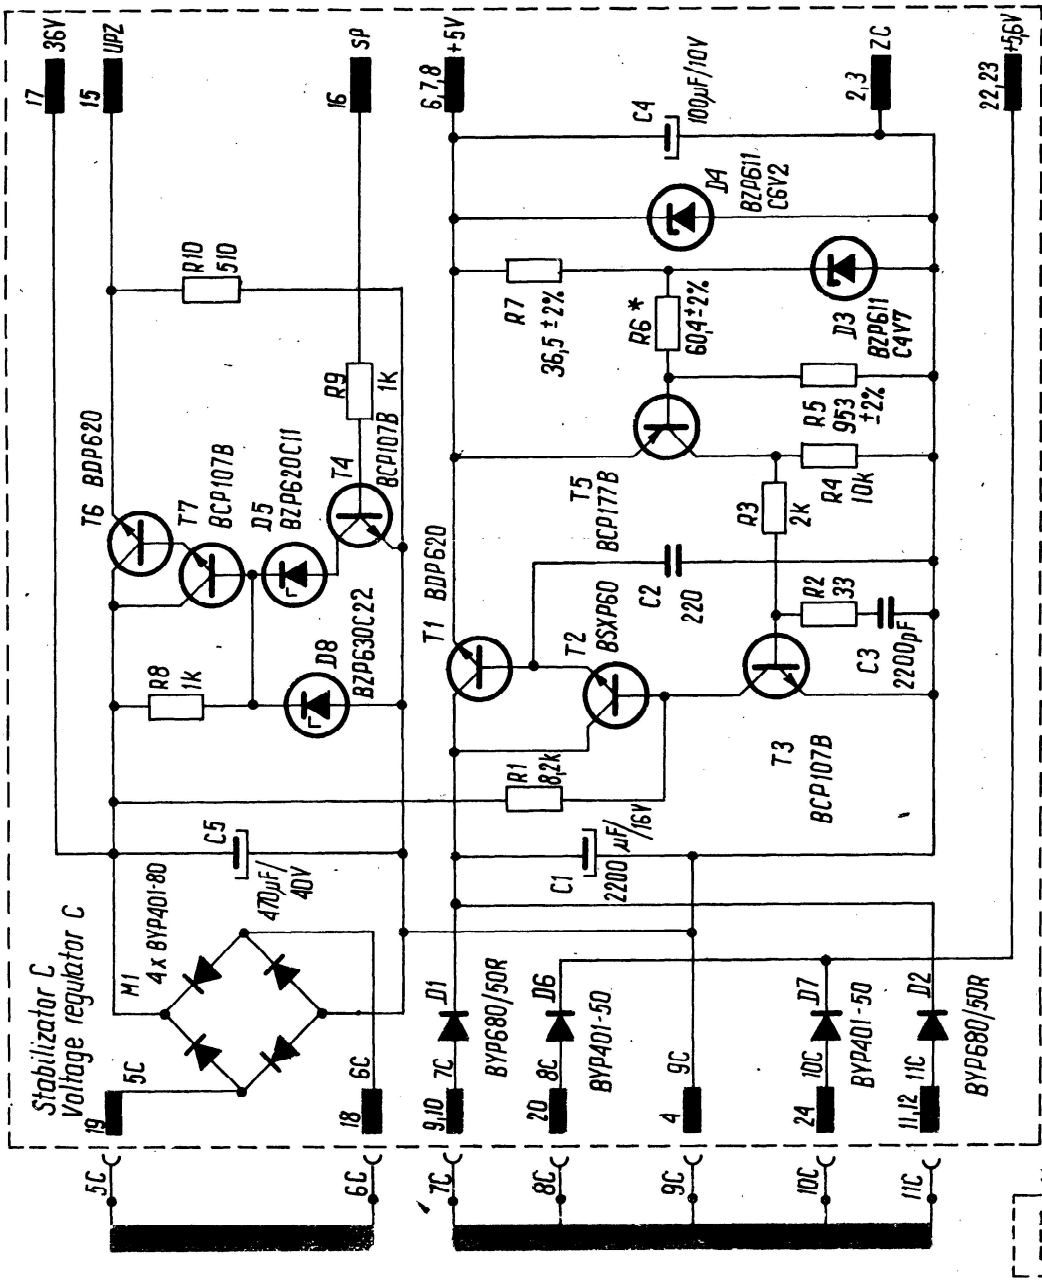 Stabilizator C
Voltage regulator C
17
36V
15
UPZ
16
SP
6,7,8
+5V
2,3
ZC
22,23
+5,6V
R10
510
C4
100µF/10V
D4
BZP611
C6V2
R7
36,5±2%
R6*
60,4±2%
D3
BZP611
C4V7
R9
1K
R5
953
±2%
R4
10k
T6 BDP620
T7
BCP107B
D5
BZP620C11
T4
BCP107B
T5
BCP177B
R3
2k
T1 BDP620
C2
220
R2
33
C3
2200pF
T2
BSXP60
D8
BZP630C22
R8
1K
T3
BCP107B
R1
8,2k
C5
470µF/
40V
C1
2200 µF/16V
M1
4x BYP401-80
D1
BYP680/50R
D6
BYP401-50
D7
BYP401-50
D2
BYP680/50R
19
5C
18
6C
9,10
7C
20
8C
4
9C
24
10C
11,12
11C
5C
6C
7C
8C
9C
10C
11C